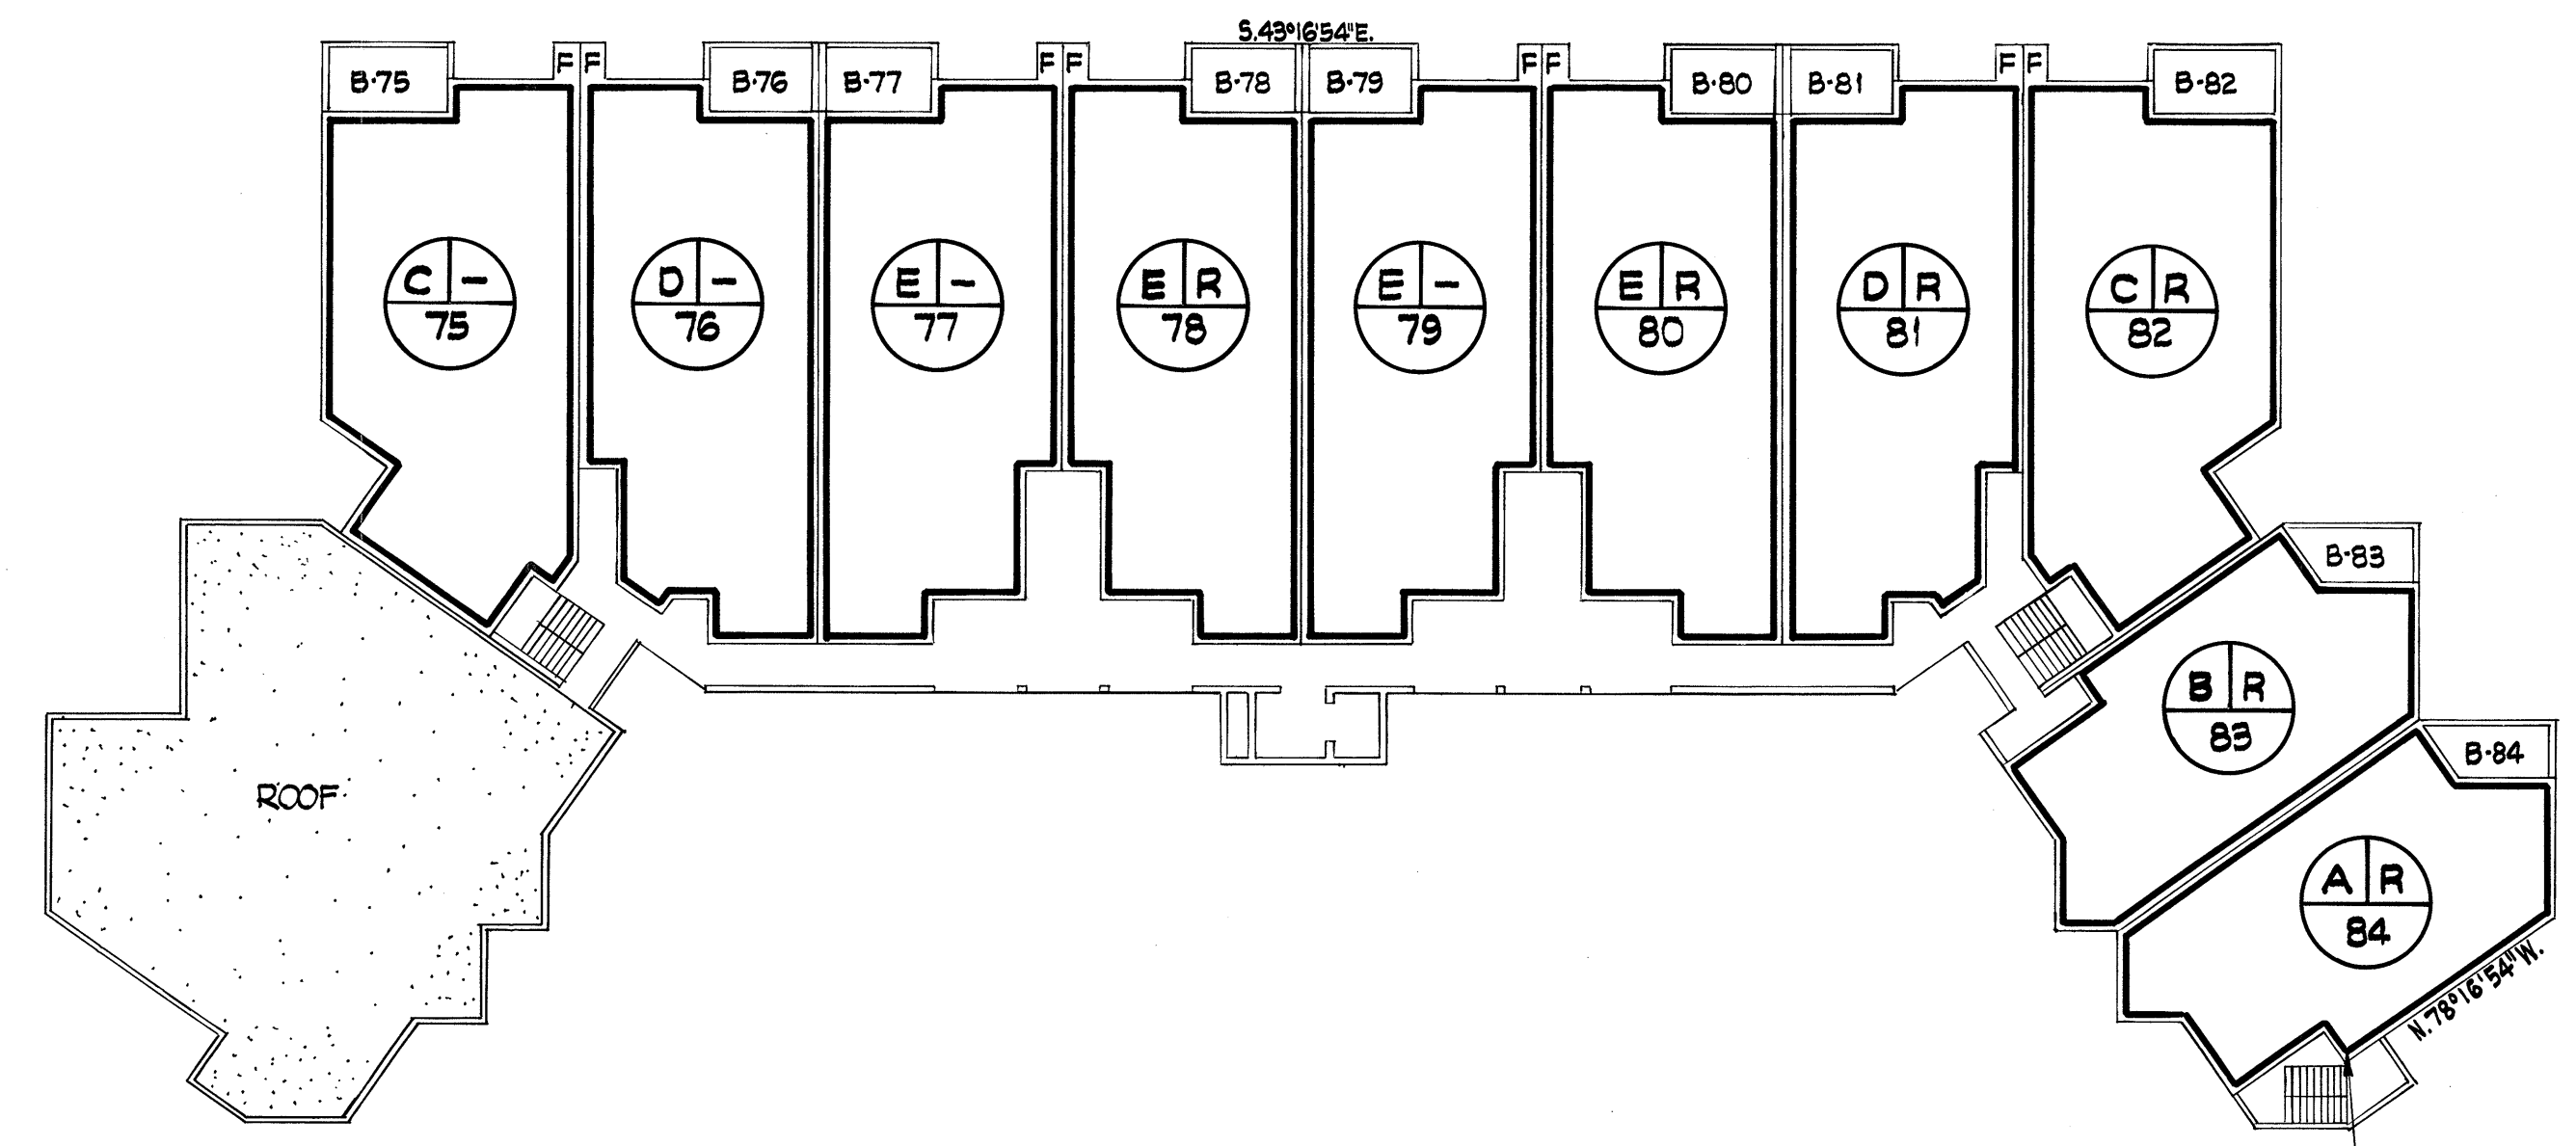 S.43°16'54"E.
B-75 F F B-76 B-77 F F B-78 B-79 F F B-80 B-81 F F B-82
C - 75
D - 76
E - 77
E R 78
E - 79
E R 80
D R 81
C R 82
B-83
B R 83
B-84
ROOF
A R 84
N.78°16'54"W.